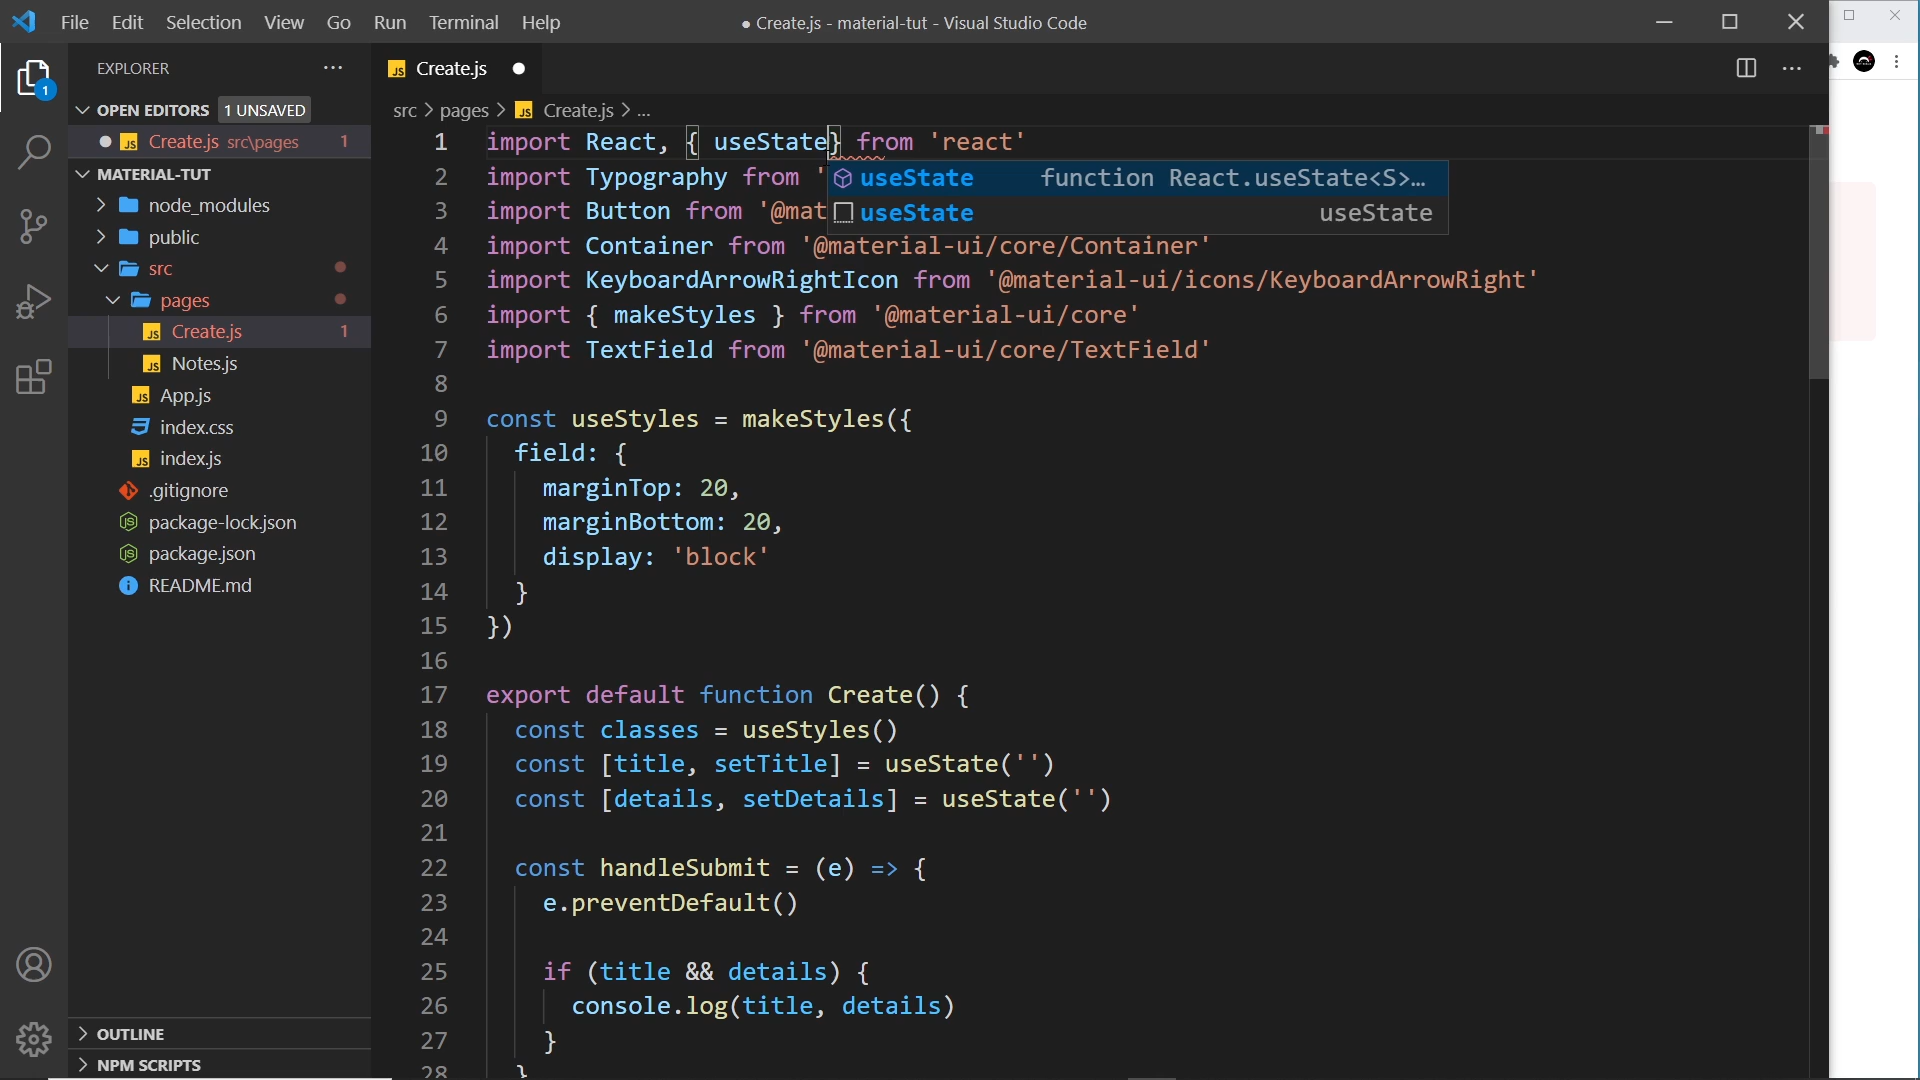 File Edit Selection View Go Run Terminal Help
● Create.js - material-tut - Visual Studio Code
EXPLORER
OPEN EDITORS 1 UNSAVED
Create.js src\pages 1
MATERIAL-TUT
node_modules
public
src
pages
Create.js 1
Notes.js
App.js
index.css
index.js
.gitignore
package-lock.json
package.json
README.md
OUTLINE
NPM SCRIPTS
1
Create.js
src > pages > JS Create.js > ...
1 import React, { useState} from 'react'
2 import Typography from '
useState function React.useState<S>…
3 import Button from '@mat
useState useState
4 import Container from '@material-ui/core/Container'
5 import KeyboardArrowRightIcon from '@material-ui/icons/KeyboardArrowRight'
6 import { makeStyles } from '@material-ui/core'
7 import TextField from '@material-ui/core/TextField'
8
9 const useStyles = makeStyles({
10 field: {
11 marginTop: 20,
12 marginBottom: 20,
13 display: 'block'
14 }
15 })
16
17 export default function Create() {
18 const classes = useStyles()
19 const [title, setTitle] = useState('')
20 const [details, setDetails] = useState('')
21
22 const handleSubmit = (e) => {
23 e.preventDefault()
24
25 if (title && details) {
26 console.log(title, details)
27 }
28 }